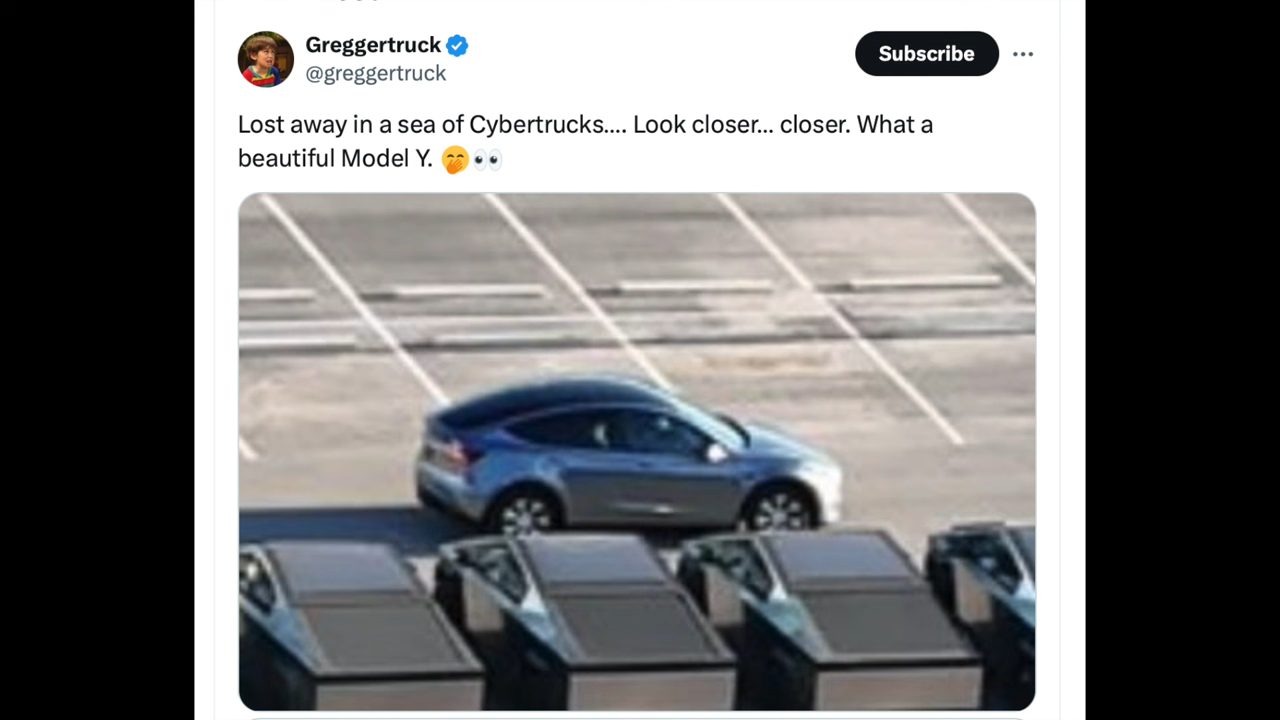 Greggertruck
@greggertruck
Subscribe
Lost away in a sea of Cybertrucks.... Look closer... closer. What a
beautiful Model Y. 🤭👀